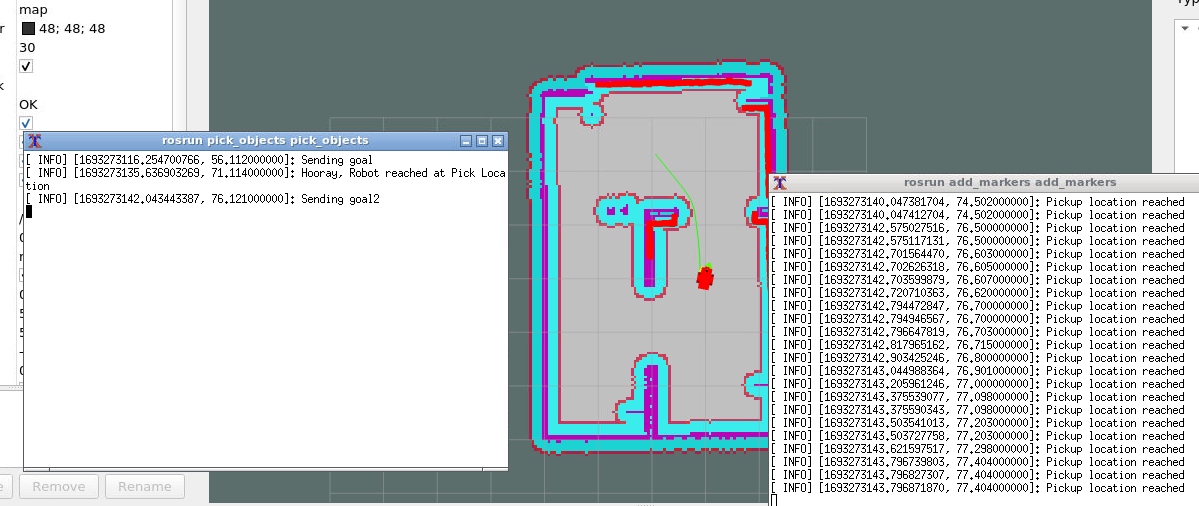 map
48; 48; 48
30
OK
rosrun pick_objects pick_objects
[ INFO] [1693273116.254700766, 56.112000000]: Sending goal
[ INFO] [1693273135.636903269, 71.114000000]: Hooray, Robot reached at Pick Loca
tion
[ INFO] [1693273142.043443387, 76.121000000]: Sending goal2
Remove
Rename
rosrun add_markers add_markers
[ INFO] [1693273140.047381704, 74.502000000]: Pickup location reached
[ INFO] [1693273140.047412704, 74.502000000]: Pickup location reached
[ INFO] [1693273142.575027516, 76.500000000]: Pickup location reached
[ INFO] [1693273142.575117131, 76.500000000]: Pickup location reached
[ INFO] [1693273142.701564470, 76.603000000]: Pickup location reached
[ INFO] [1693273142.702626318, 76.605000000]: Pickup location reached
[ INFO] [1693273142.703599879, 76.607000000]: Pickup location reached
[ INFO] [1693273142.720710363, 76.620000000]: Pickup location reached
[ INFO] [1693273142.794472847, 76.700000000]: Pickup location reached
[ INFO] [1693273142.794946567, 76.700000000]: Pickup location reached
[ INFO] [1693273142.796647819, 76.703000000]: Pickup location reached
[ INFO] [1693273142.817965162, 76.715000000]: Pickup location reached
[ INFO] [1693273142.903425246, 76.800000000]: Pickup location reached
[ INFO] [1693273143.044988364, 76.901000000]: Pickup location reached
[ INFO] [1693273143.205961246, 77.000000000]: Pickup location reached
[ INFO] [1693273143.375539077, 77.098000000]: Pickup location reached
[ INFO] [1693273143.375590343, 77.098000000]: Pickup location reached
[ INFO] [1693273143.503541013, 77.203000000]: Pickup location reached
[ INFO] [1693273143.503727758, 77.203000000]: Pickup location reached
[ INFO] [1693273143.621597517, 77.298000000]: Pickup location reached
[ INFO] [1693273143.796739803, 77.404000000]: Pickup location reached
[ INFO] [1693273143.796827307, 77.404000000]: Pickup location reached
[ INFO] [1693273143.796871870, 77.404000000]: Pickup location reached